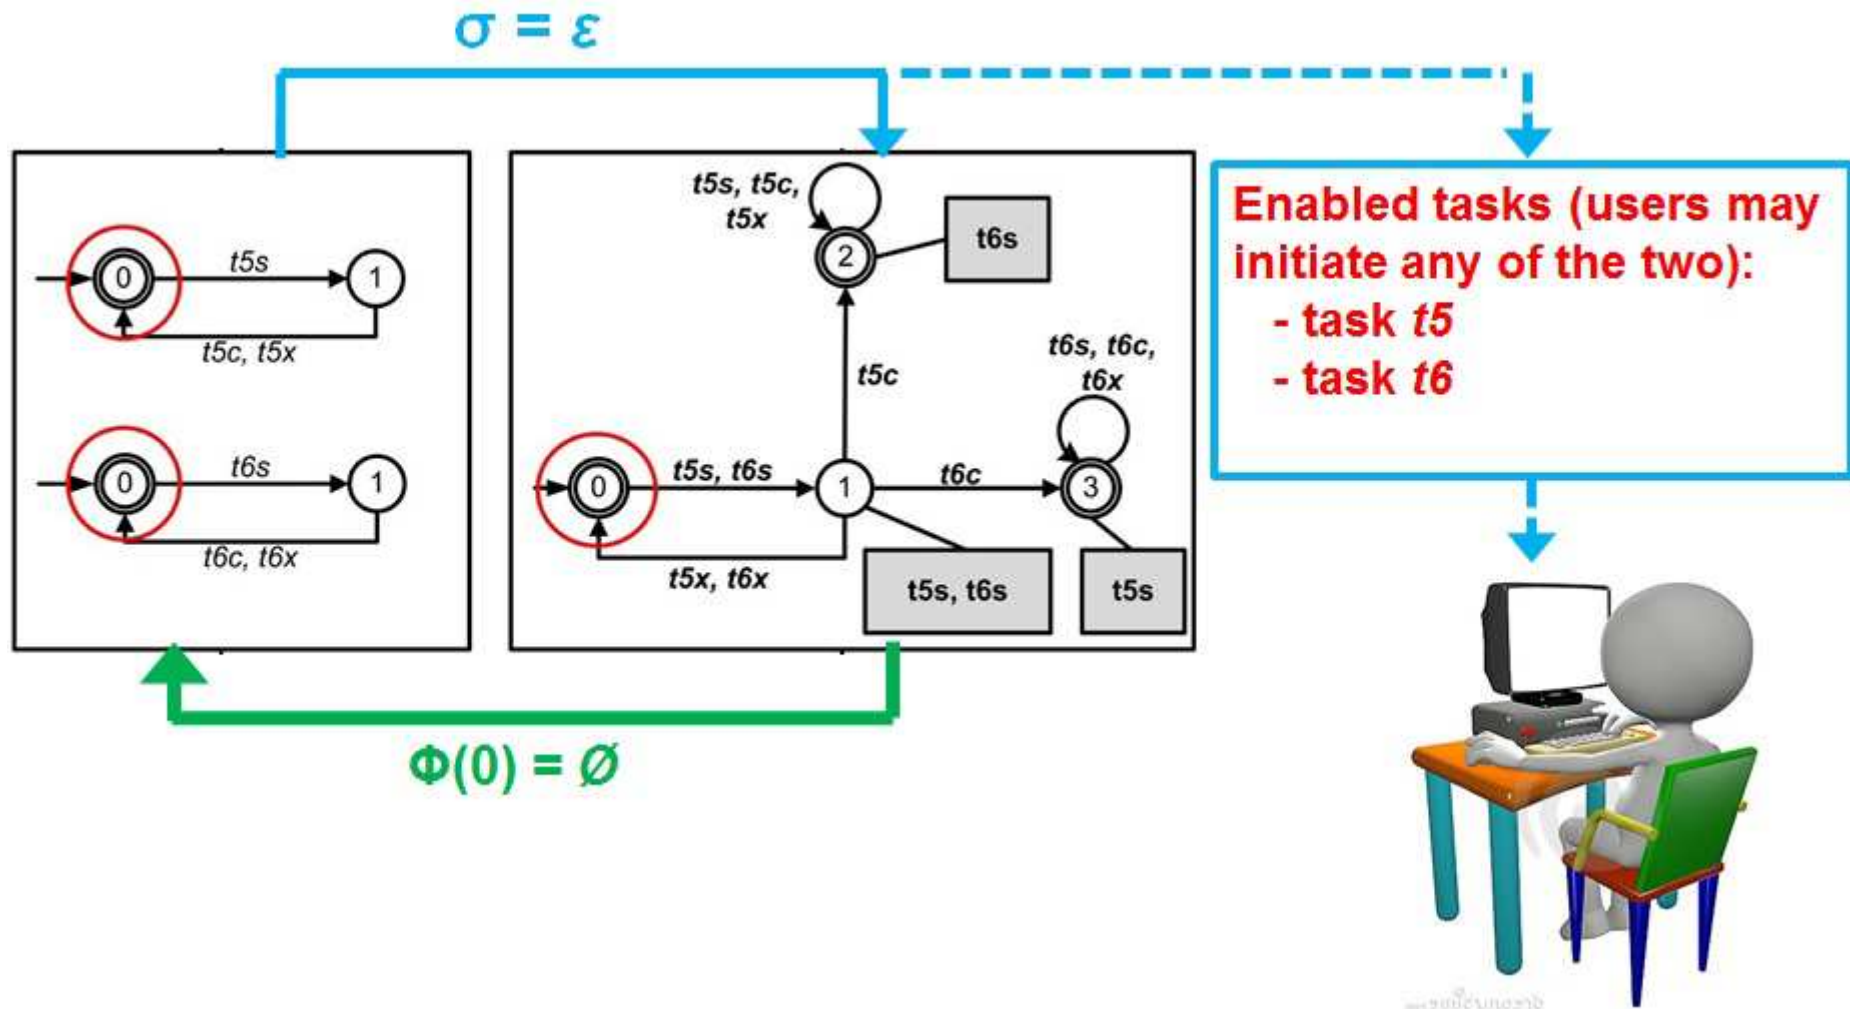 σ = ε
0
t5s
1
t5c, t5x
0
t6s
1
t6c, t6x
t5s, t5c,
t5x
2
t6s
t5c
t6s, t6c,
t6x
0
t5s, t6s
1
t6c
3
t5x, t6x
t5s, t6s
t5s
Φ(0) = Ø
Enabled tasks (users may
initiate any of the two):
- task t5
- task t6